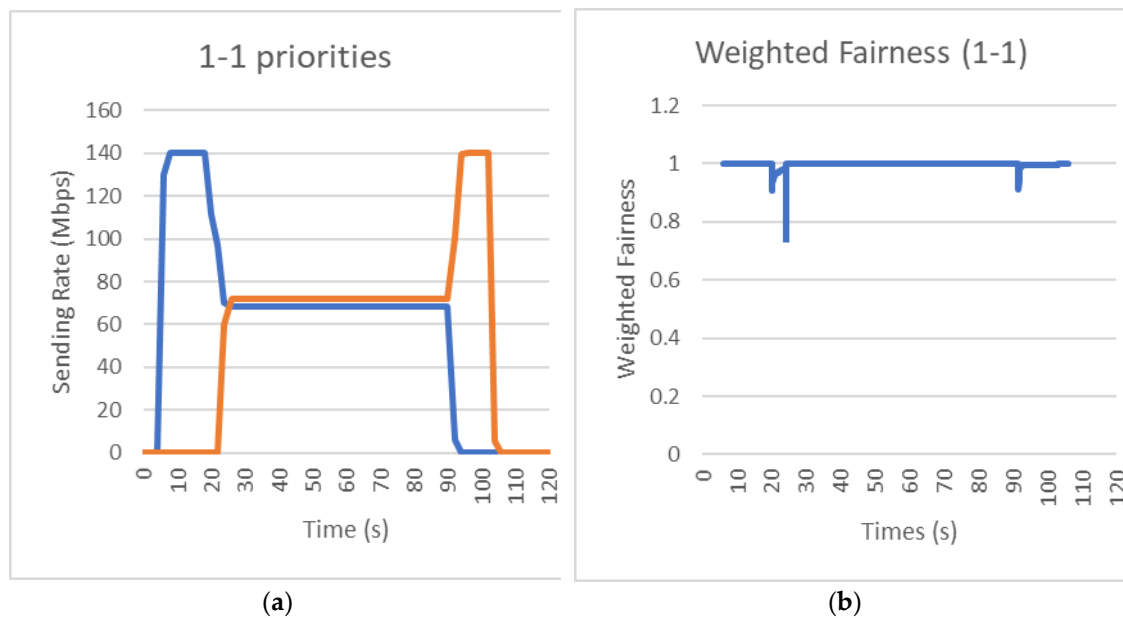 1-1 priorities
Sending Rate (Mbps)
160
140
120
100
80
60
40
20
0
0 10 20 30 40 50 60 70 80 90 100 110 120
Time (s)
(a)
Weighted Fairness (1-1)
Weighted Fairness
1.2
1
0.8
0.6
0.4
0.2
0
0 10 20 30 40 50 60 70 80 90 100 110 120
Times (s)
(b)